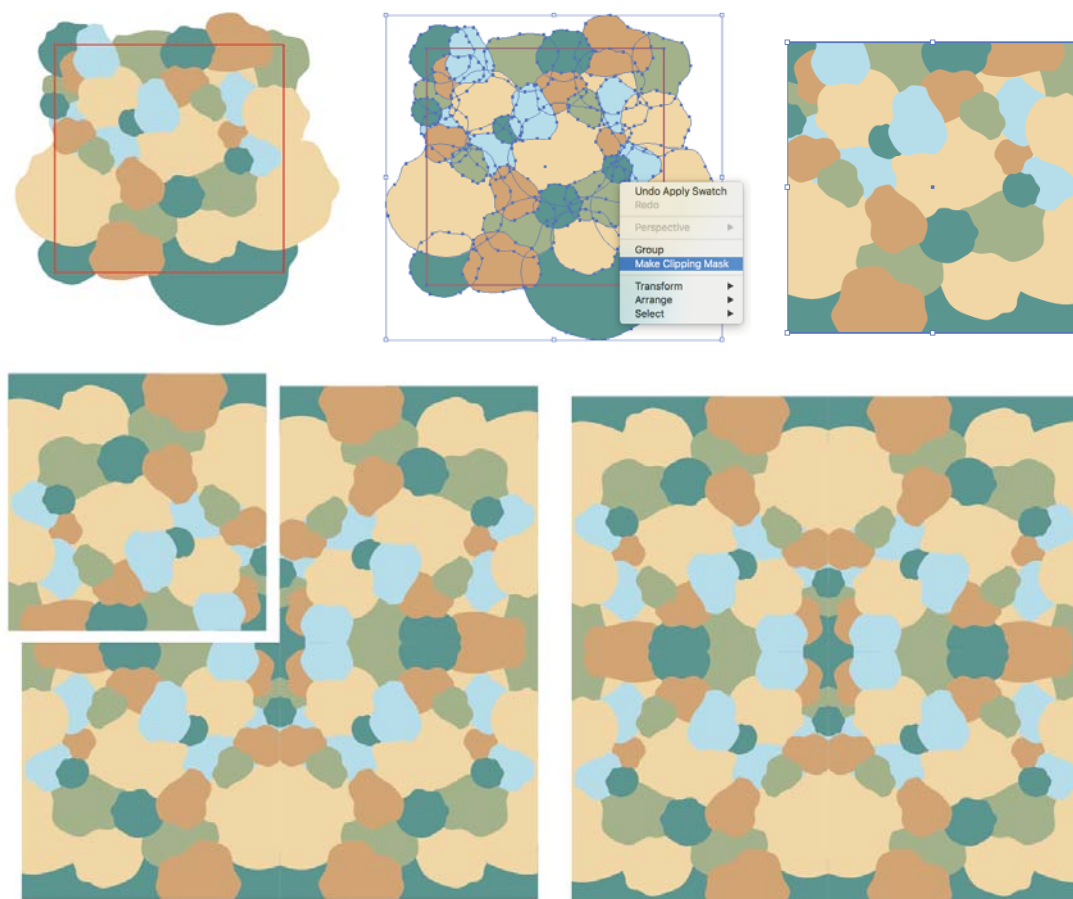 Undo Apply Swatch
Redo
Perspective
Group
Make Clipping Mask
Transform
Arrange
Select